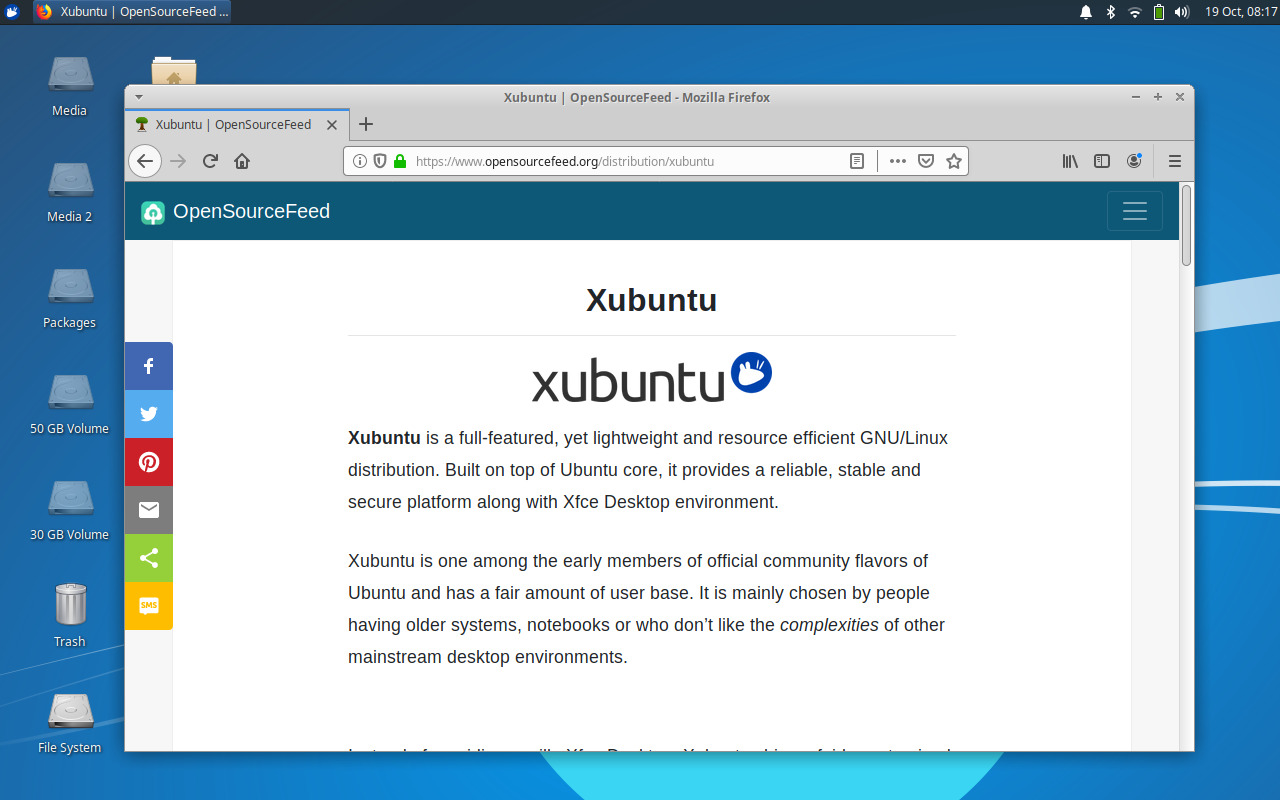 Xubuntu | OpenSourceFeed ...
19 Oct, 08:17
Media
Media 2
Packages
50 GB Volume
30 GB Volume
Trash
File System
Xubuntu | OpenSourceFeed - Mozilla Firefox
Xubuntu | OpenSourceFeed
https://www.opensourcefeed.org/distribution/xubuntu
OpenSourceFeed
SMS
Xubuntu
xubuntu
Xubuntu is a full-featured, yet lightweight and resource efficient GNU/Linux
distribution. Built on top of Ubuntu core, it provides a reliable, stable and
secure platform along with Xfce Desktop environment.
Xubuntu is one among the early members of official community flavors of
Ubuntu and has a fair amount of user base. It is mainly chosen by people
having older systems, notebooks or who don’t like the complexities of other
mainstream desktop environments.